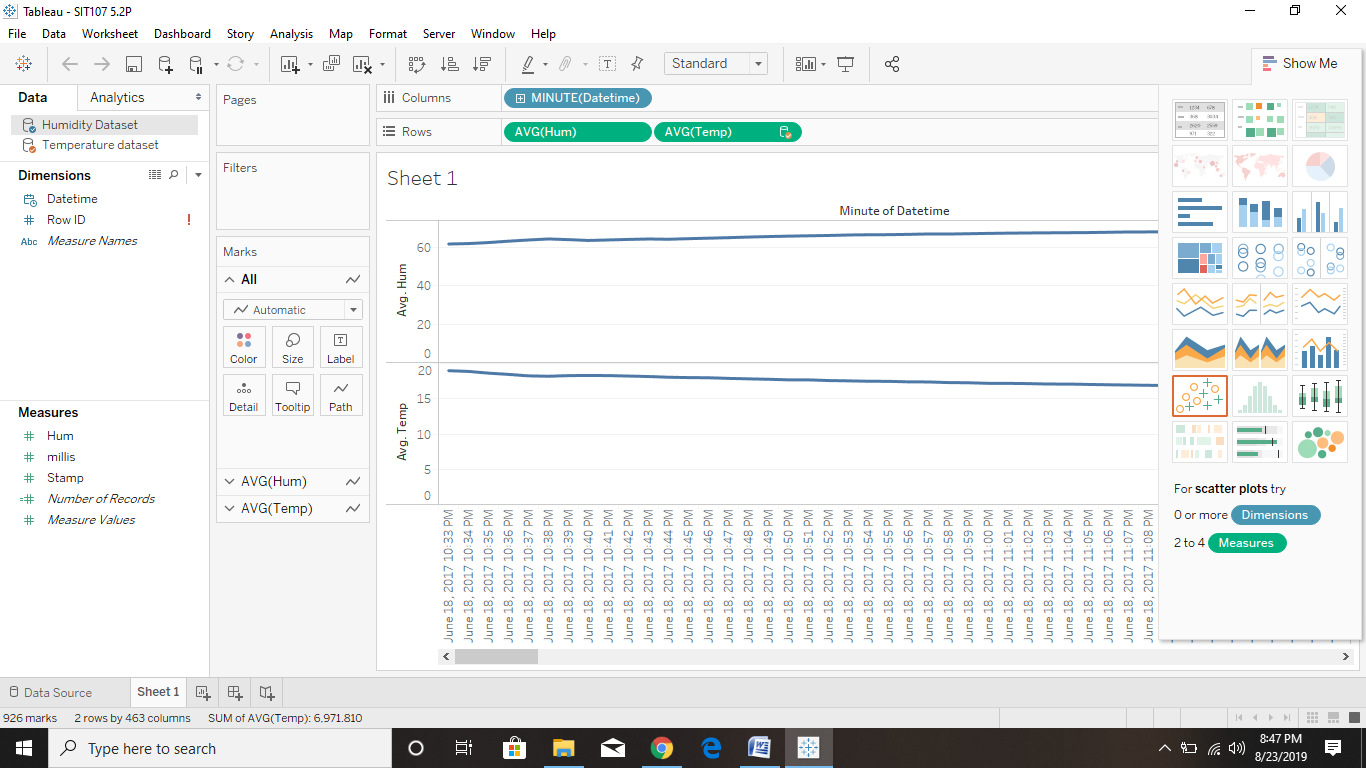 Tableau - SIT107 5.2P
File Data Worksheet Dashboard Story Analysis Map Format Server Window Help
Standard
Show Me
Data Analytics
Humidity Dataset
Temperature dataset
Dimensions
Datetime
Row ID !
Abc Measure Names
Measures
Hum
millis
Stamp
Number of Records
Measure Values
Pages
Filters
Marks
All
Automatic
Color Size Label
Detail Tooltip Path
AVG(Hum)
AVG(Temp)
Columns MINUTE(Datetime)
Rows AVG(Hum) AVG(Temp)
Sheet 1
Minute of Datetime
Avg. Hum
60
40
20
0
Avg. Temp
20
15
10
5
0
June 18, 2017 10:33 PM
June 18, 2017 10:34 PM
June 18, 2017 10:35 PM
June 18, 2017 10:36 PM
June 18, 2017 10:37 PM
June 18, 2017 10:38 PM
June 18, 2017 10:39 PM
June 18, 2017 10:40 PM
June 18, 2017 10:41 PM
June 18, 2017 10:42 PM
June 18, 2017 10:43 PM
June 18, 2017 10:44 PM
June 18, 2017 10:45 PM
June 18, 2017 10:46 PM
June 18, 2017 10:47 PM
June 18, 2017 10:48 PM
June 18, 2017 10:49 PM
June 18, 2017 10:50 PM
June 18, 2017 10:51 PM
June 18, 2017 10:52 PM
June 18, 2017 10:53 PM
June 18, 2017 10:54 PM
June 18, 2017 10:55 PM
June 18, 2017 10:56 PM
June 18, 2017 10:57 PM
June 18, 2017 10:58 PM
June 18, 2017 10:59 PM
June 18, 2017 11:00 PM
June 18, 2017 11:01 PM
June 18, 2017 11:02 PM
June 18, 2017 11:03 PM
June 18, 2017 11:04 PM
June 18, 2017 11:05 PM
June 18, 2017 11:06 PM
June 18, 2017 11:07 PM
June 18, 2017 11:08 PM
For scatter plots try
0 or more Dimensions
2 to 4 Measures
Data Source Sheet 1
926 marks 2 rows by 463 columns SUM of AVG(Temp): 6,971.810
Type here to search
8:47 PM
8/23/2019